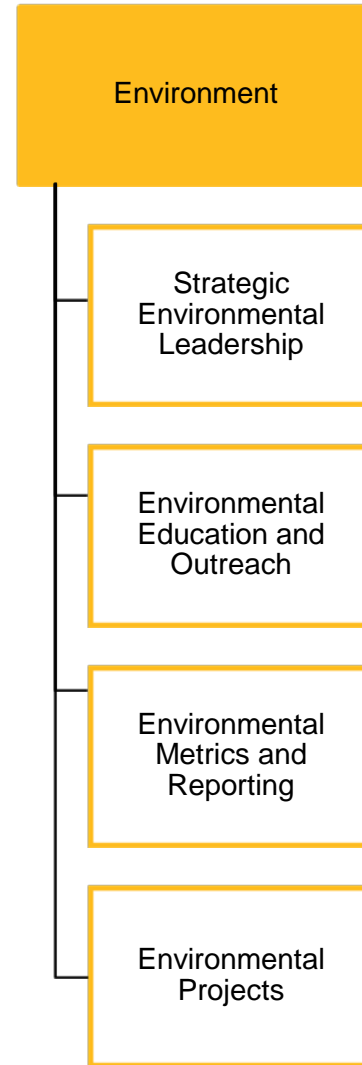 Environment
Strategic
Environmental
Leadership
Environmental
Education and
Outreach
Environmental
Metrics and
Reporting
Environmental
Projects